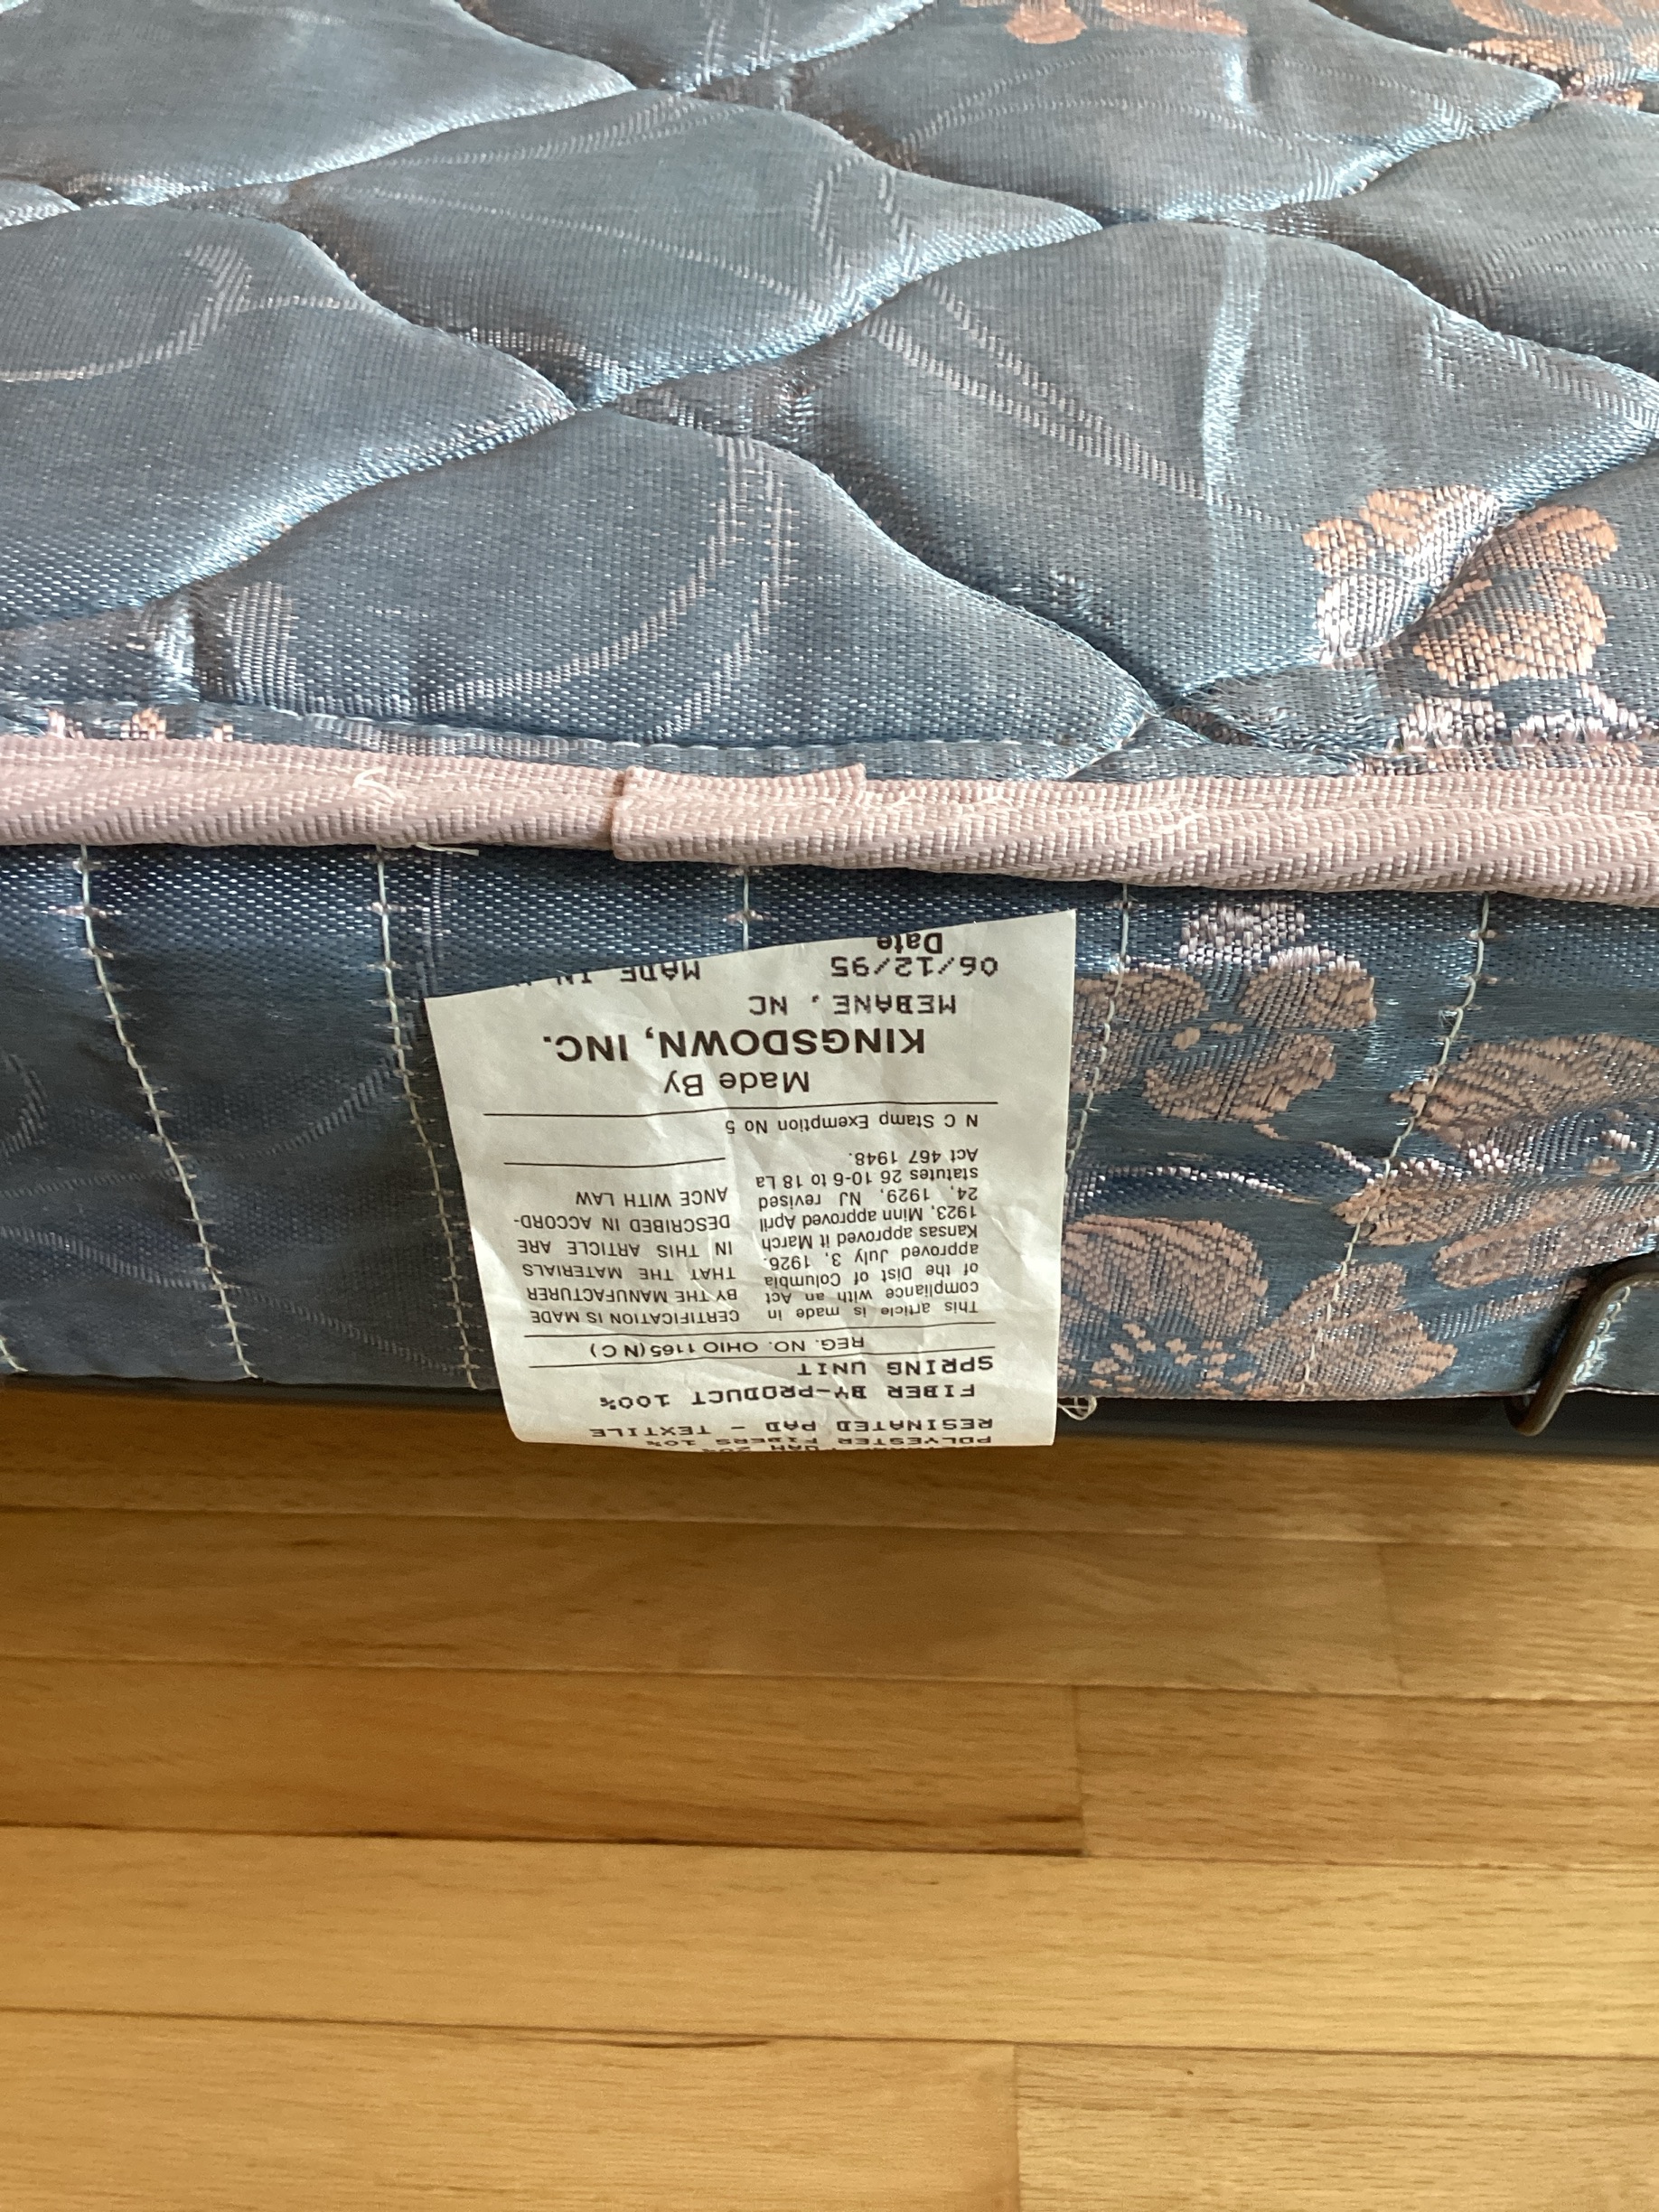 POLYESTER FIBERS 10%
RESINATED PAD - TEXTILE
FIBER BY-PRODUCT 100%
SPRING UNIT
REG. NO. OHIO 1165 (N C)
This article is made in
compliance with an Act
of the Dist of Columbia
approved July 3, 1926.
Kansas approved it March
1923, Minn approved April
24, 1929, NJ revised
statutes 26 10-6 to 18 La
Act 467 1948.
CERTIFICATION IS MADE
BY THE MANUFACTURER
THAT THE MATERIALS
IN THIS ARTICLE ARE
DESCRIBED IN ACCORD-
ANCE WITH LAW
N C Stamp Exemption No 5
Made By
KINGSDOWN, INC.
MEBANE, NC
06/12/95 MADE IN
Date